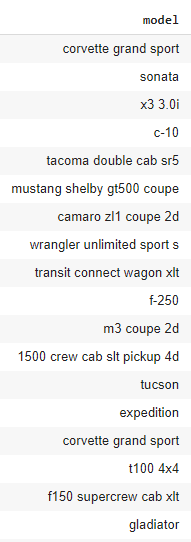 model
corvette grand sport
sonata
x3 3.0i
c-10
tacoma double cab sr5
mustang shelby gt500 coupe
camaro zl1 coupe 2d
wrangler unlimited sport s
transit connect wagon xlt
f-250
m3 coupe 2d
1500 crew cab slt pickup 4d
tucson
expedition
corvette grand sport
t100 4x4
f150 supercrew cab xlt
gladiator